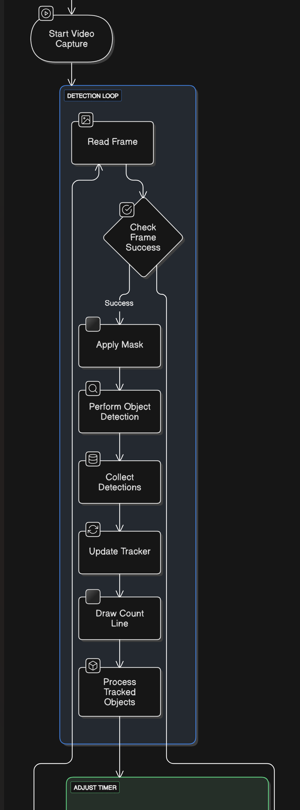 Start Video
Capture
DETECTION LOOP
Read Frame
Check
Frame
Success
Success
Apply Mask
Perform Object
Detection
Collect
Detections
Update Tracker
Draw Count
Line
Process
Tracked
Objects
ADJUST TIMER